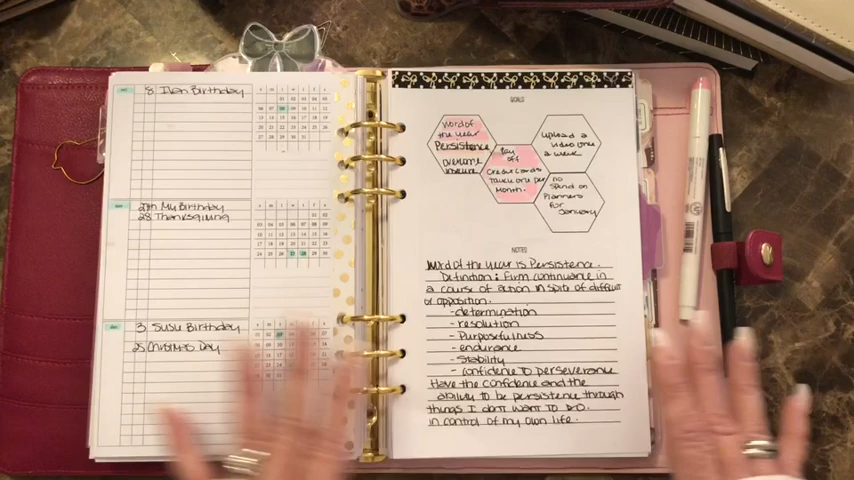 8 Ivan Birthday
27th My Birthday
28 Thanksgiving
dec
3 Susu Birthday
25 Christmas Day
GOALS
Word of
the year
Persistence
overcome
Pay
off
Credit Cards
one per
Month.
Upload a
video once
a week
no
Spend on
Planners
for
January
NOTES
Word of the Year is Persistence.
Definition: Firm continuance in
a course of action in spite of difficult
or opposition.
- determination
- resolution
- Purposefulness
- endurance
- Stability
- confidence to perseverance
Have the confidence and the
ability to be persistence through
things I don't want to DO.
in control of my own life.